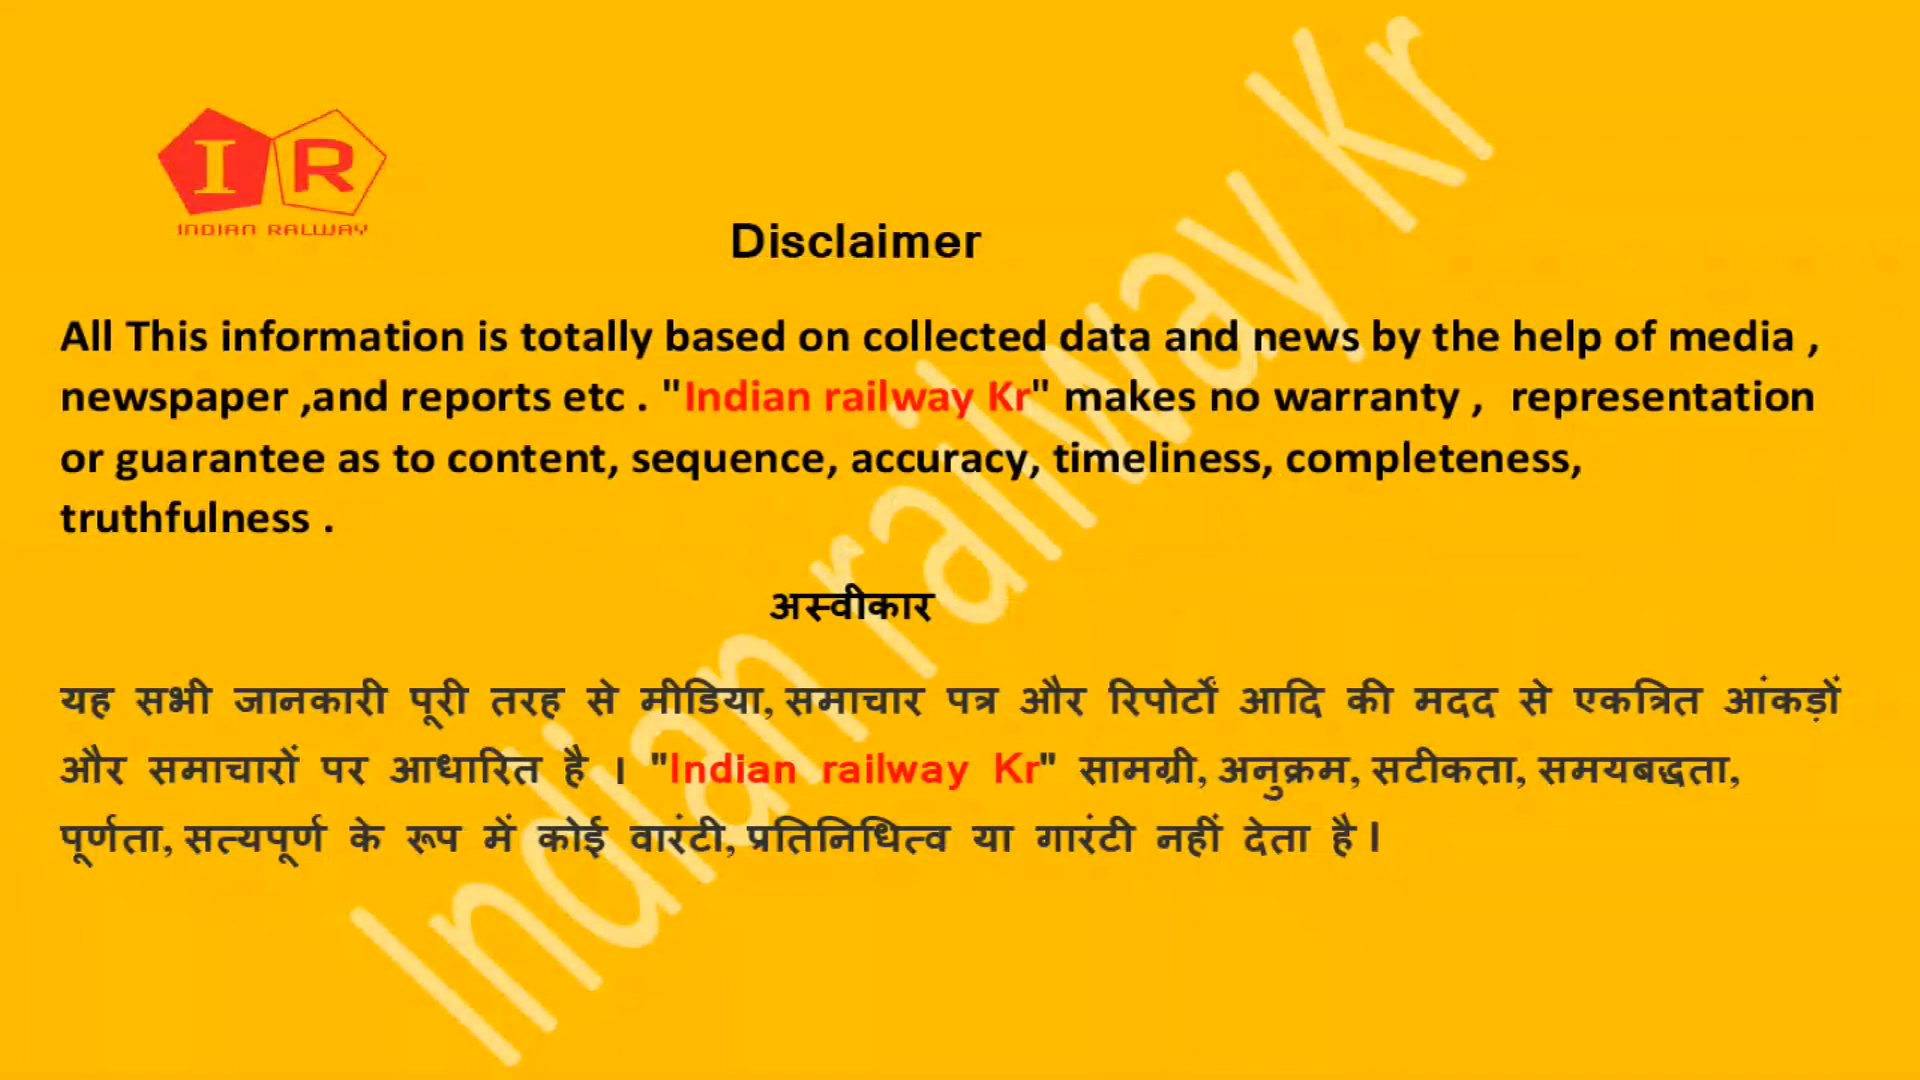 I R
INDIAN RALWAY
Disclaimer
All This information is totally based on collected data and news by the help of media ,
newspaper ,and reports etc . "Indian railway Kr" makes no warranty , representation
or guarantee as to content, sequence, accuracy, timeliness, completeness,
truthfulness .
अस्वीकार
यह सभी जानकारी पूरी तरह से मीडिया, समाचार पत्र और रिपोर्टों आदि की मदद से एकत्रित आंकड़ों
और समाचारों पर आधारित है । "Indian railway Kr" सामग्री, अनुक्रम, सटीकता, समयबद्धता,
पूर्णता, सत्यपूर्ण के रूप में कोई वारंटी, प्रतिनिधित्व या गारंटी नहीं देता है l
Indian railway Kr